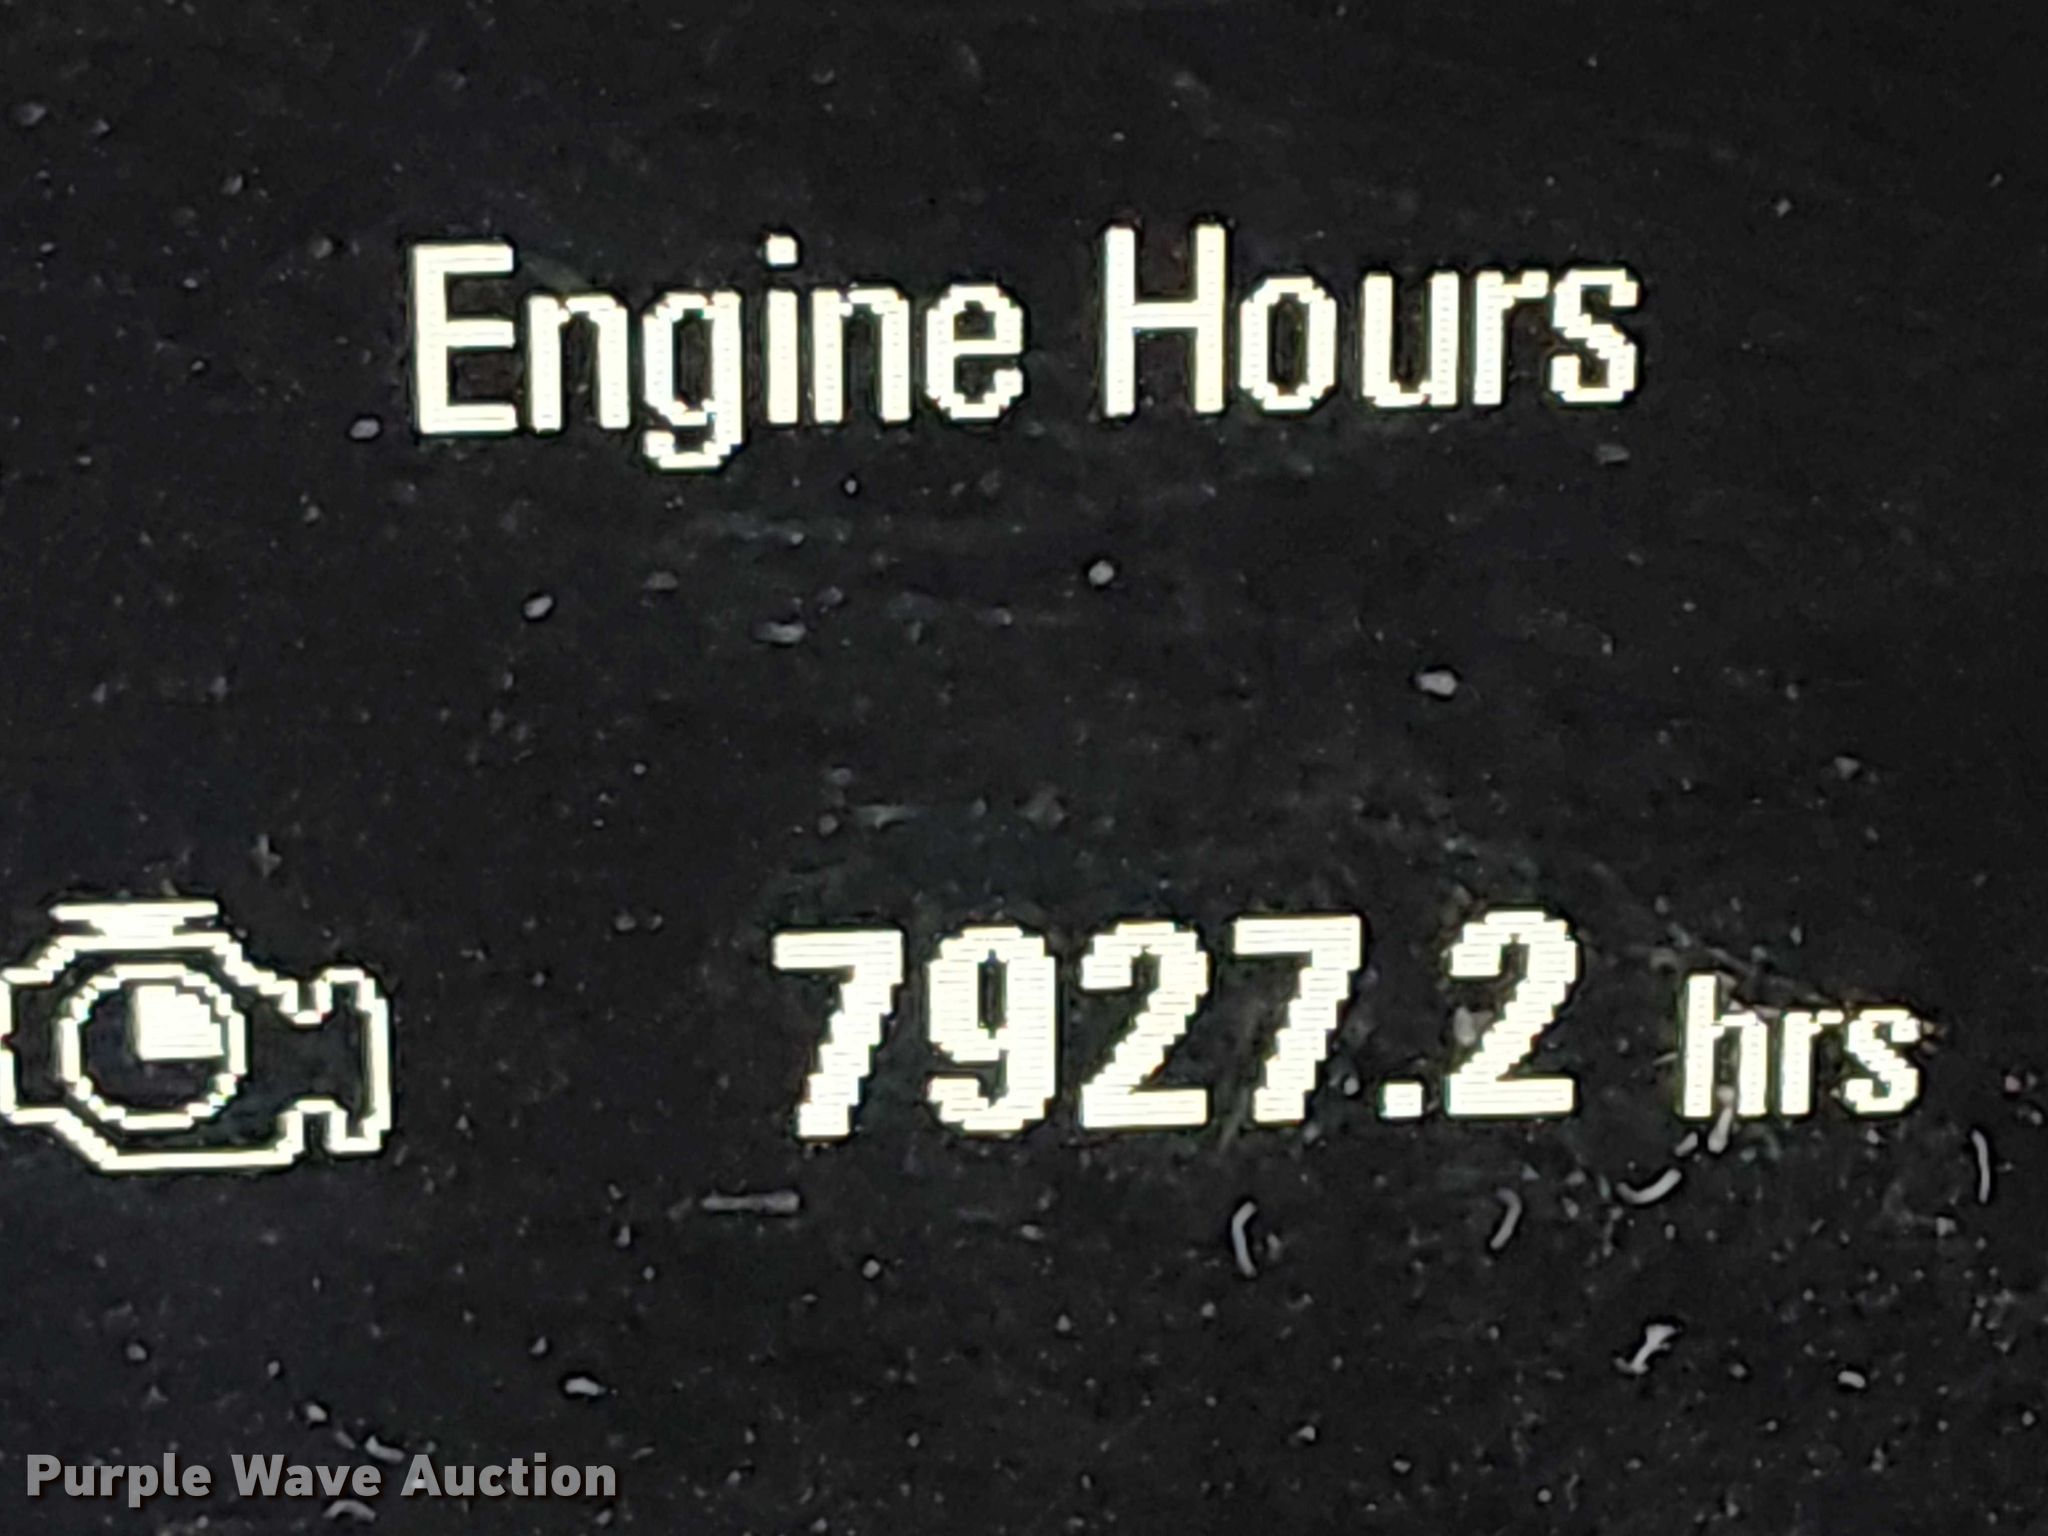 Engine Hours
7927.2 hrs
Purple Wave Auction